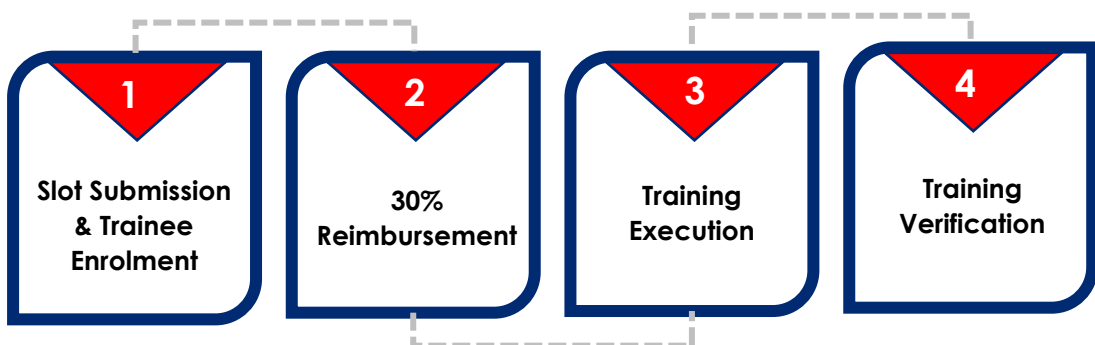 1
Slot Submission
& Trainee
Enrolment
2
30%
Reimbursement
3
Training
Execution
4
Training
Verification